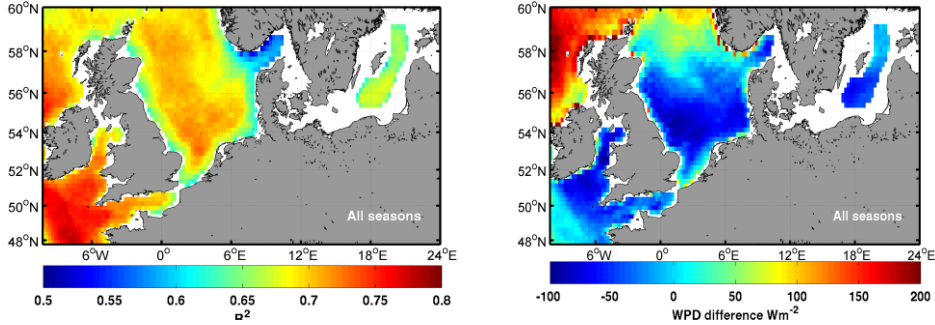 60°N 60°N
58°N 58°N
56°N 56°N
54°N 54°N
52°N 52°N
50°N All seasons 50°N All seasons
48°N 48°N
6°W 0° 6°E 12°E 18°E 24°E 6°W 0° 6°E 12°E 18°E 24°E
0.5 0.55 0.6 0.65 0.7 0.75 0.8 -100 -50 0 50 100 150 200
R² WPD difference Wm⁻²